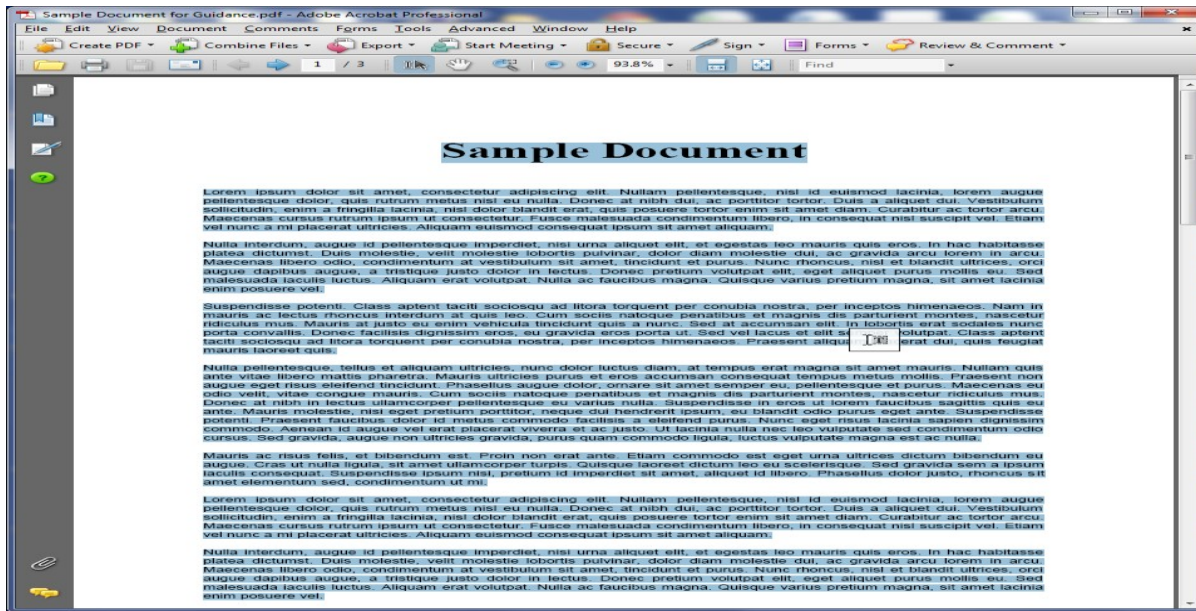 Sample Document for Guidance.pdf - Adobe Acrobat Professional
File Edit View Document Comments Forms Tools Advanced Window Help
Create PDF Combine Files Export Start Meeting Secure Sign Forms Review & Comment
1 / 3 93.8% Find
Sample Document
Lorem ipsum dolor sit amet, consectetur adipiscing elit. Nullam pellentesque, nisl id euismod lacinia, lorem augue
pellentesque dolor, quis rutrum metus nisl eu nulla. Donec at nibh dui, ac porttitor tortor. Duis a aliquet dui. Vestibulum
sollicitudin, enim a fringilla lacinia, nisl dolor blandit erat, quis posuere tortor enim sit amet diam. Curabitur ac tortor arcu.
Maecenas cursus rutrum ipsum ut consectetur. Fusce malesuada condimentum libero, in consequat nisl suscipit vel. Etiam
vel nunc a mi placerat ultricies. Aliquam euismod consequat ipsum sit amet aliquam.
Nulla interdum, augue id pellentesque imperdiet, nisi urna aliquet elit, et egestas leo mauris quis eros. In hac habitasse
platea dictumst. Duis molestie, velit molestie lobortis pulvinar, dolor diam molestie dui, ac gravida arcu lorem in arcu.
Maecenas libero odio, condimentum at vestibulum sit amet, tincidunt et purus. Nunc rhoncus, nisl et blandit ultrices, orci
augue dapibus augue, a tristique justo dolor in lectus. Donec pretium volutpat elit, eget aliquet purus mollis eu. Sed
malesuada iaculis luctus. Aliquam erat volutpat. Nulla ac faucibus magna. Quisque varius pretium magna, sit amet lacinia
enim posuere vel.
Suspendisse potenti. Class aptent taciti sociosqu ad litora torquent per conubia nostra, per inceptos himenaeos. Nam in
mauris ac lectus rhoncus interdum at quis leo. Cum sociis natoque penatibus et magnis dis parturient montes, nascetur
ridiculus mus. Mauris at justo eu enim vehicula tincidunt quis a nunc. Sed at accumsan elit. In lobortis erat sodales nunc
porta convallis. Donec ac facilisis dignissim eros, eu gravida eros porta ut. Sed vel lacus et elit olutpat. Class aptent
taciti sociosqu ad litora torquent per conubia nostra, per inceptos himenaeos. Praesent aliqua erat dui, quis feugiat
mauris laoreet quis.
Nulla pellentesque, tellus et aliquam ultricies, nunc dolor luctus diam, at tempus erat magna sit amet mauris. Nullam quis
ante vitae libero mattis pharetra. Mauris ultricies purus et eros accumsan consequat tempus metus mollis. Praesent non
augue eget risus eleifend tincidunt. Phasellus augue dolor, ornare sit amet semper eu, pellentesque et purus. Maecenas eu
odio velit, vitae congue mauris. Cum sociis natoque penatibus et magnis dis parturient montes, nascetur ridiculus mus.
Donec at nibh in lectus ullamcorper pellentesque eu varius nulla. Suspendisse in eros ut lorem faucibus sagittis quis eu
ante. Mauris molestie, nisi eget pretium porttitor, neque dui hendrerit ipsum, eu blandit odio purus eget ante. Suspendisse
potenti. Praesent faucibus dolor id metus commodo facilisis a eleifend purus. Nunc eget risus lacinia sapien dignissim
commodo. Aenean id augue vel erat placerat viverra et ac justo. Ut lacinia nulla nec leo vulputate sed condimentum odio
cursus. Sed gravida, augue non ultricies gravida, purus quam commodo ligula, luctus vulputate magna est ac nulla.
Mauris ac risus felis, et bibendum est. Proin non erat ante. Etiam commodo est eget urna ultrices dictum bibendum eu
augue. Cras ut nulla ligula, sit amet ullamcorper turpis. Quisque laoreet dictum leo eu scelerisque. Sed gravida sem a ipsum
iaculis consequat. Suspendisse ipsum nisl, pretium id imperdiet sit amet, aliquet id libero. Phasellus dolor justo, rhoncus sit
amet elementum sed, condimentum ut mi.
Lorem ipsum dolor sit amet, consectetur adipiscing elit. Nullam pellentesque, nisl id euismod lacinia, lorem augue
pellentesque dolor, quis rutrum metus nisl eu nulla. Donec at nibh dui, ac porttitor tortor. Duis a aliquet dui. Vestibulum
sollicitudin, enim a fringilla lacinia, nisl dolor blandit erat, quis posuere tortor enim sit amet diam. Curabitur ac tortor arcu.
Maecenas cursus rutrum ipsum ut consectetur. Fusce malesuada condimentum libero, in consequat nisl suscipit vel. Etiam
vel nunc a mi placerat ultricies. Aliquam euismod consequat ipsum sit amet aliquam.
Nulla interdum, augue id pellentesque imperdiet, nisi urna aliquet elit, et egestas leo mauris quis eros. In hac habitasse
platea dictumst. Duis molestie, velit molestie lobortis pulvinar, dolor diam molestie dui, ac gravida arcu lorem in arcu.
Maecenas libero odio, condimentum at vestibulum sit amet, tincidunt et purus. Nunc rhoncus, nisl et blandit ultrices, orci
augue dapibus augue, a tristique justo dolor in lectus. Donec pretium volutpat elit, eget aliquet purus mollis eu. Sed
malesuada iaculis luctus. Aliquam erat volutpat. Nulla ac faucibus magna. Quisque varius pretium magna, sit amet lacinia
enim posuere vel.